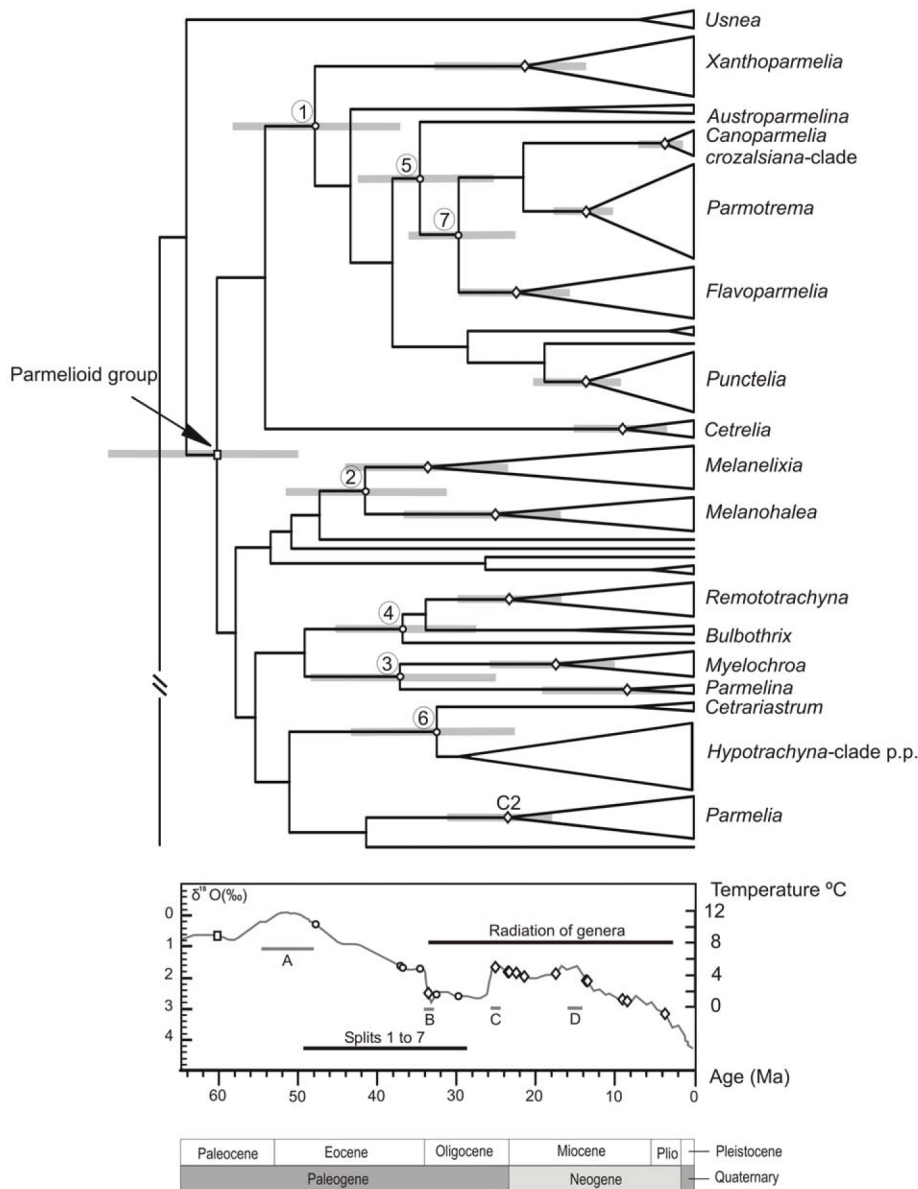 Usnea
Xanthoparmelia
1
Austroparmelina
Canoparmelia
crozalsiana-clade
5
Parmotrema
7
Flavoparmelia
Parmelioid group
Punctelia
Cetrelia
Melanelixia
2
Melanohalea
Remototrachyna
4
Bulbothrix
3
Myelochroa
Parmelina
Cetrariastrum
6
Hypotrachyna-clade p.p.
C2
Parmelia
δ¹⁸ O(‰)
Temperature ºC
0
12
Radiation of genera
8
1
A
4
2
0
B
C
D
3
Splits 1 to 7
4
Age (Ma)
60
50
40
30
20
10
0
Paleocene
Eocene
Oligocene
Miocene
Plio
Pleistocene
Paleogene
Neogene
Quaternary